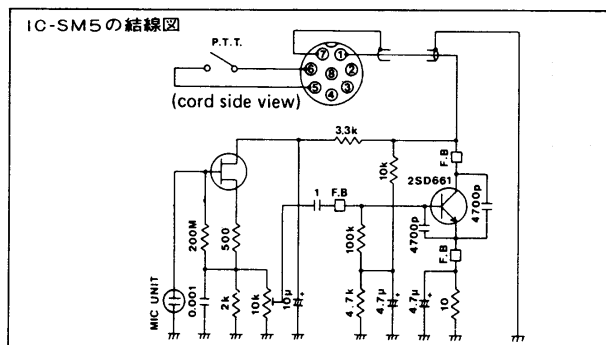 IC-SM5の結線図
P.T.T.
7 1
6 8 2
5 4 3
(cord side view)
3.3k
10k
F.B
2SD661
1 F.B
4700p
4700p
200M
500
100k
F.B
MIC UNIT
0.001
2k
10k
10μ
+
4.7k
4.7μ
+
4.7μ
+
10